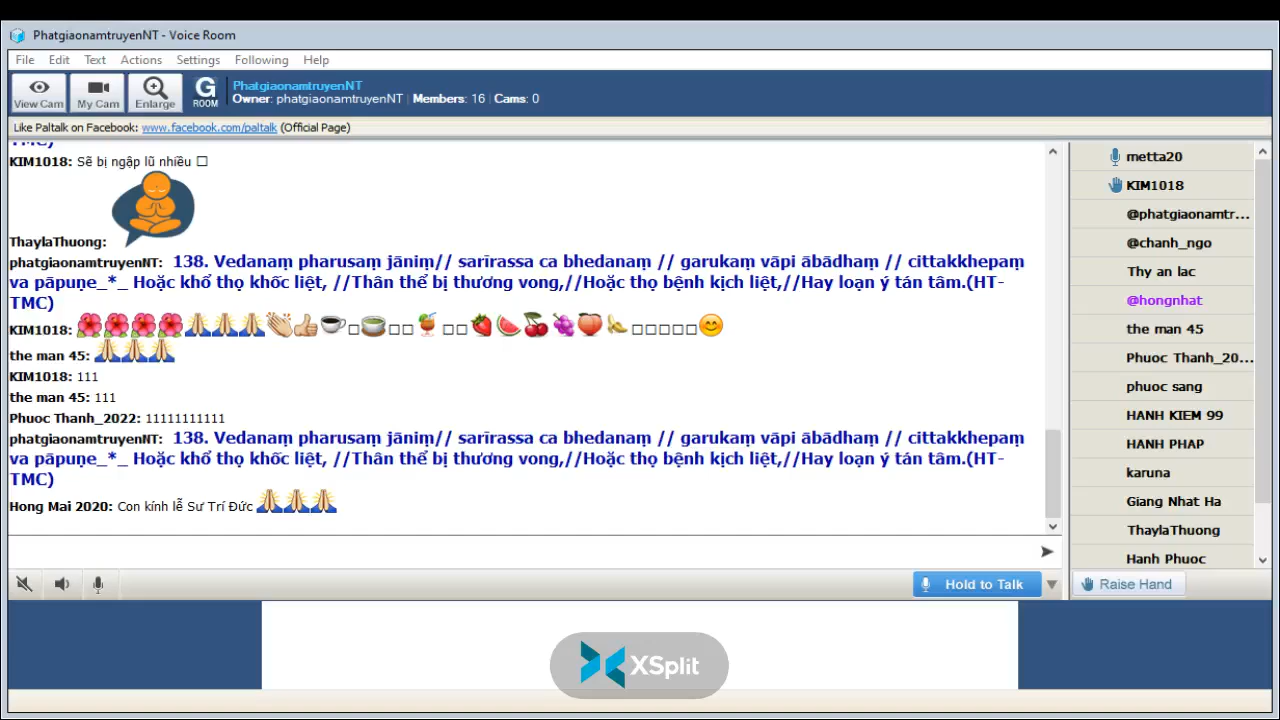 PhatgiaonamtruyenNT - Voice Room
File Edit Text Actions Settings Following Help
View Cam My Cam Enlarge G ROOM
PhatgiaonamtruyenNT
Owner: phatgiaonamtruyenNT | Members: 16 | Cams: 0
Like Paltalk on Facebook: www.facebook.com/paltalk (Official Page)
TMC)
KIM1018: Sẽ bị ngập lũ nhiều □
ThaylaThuong:
phatgiaonamtruyenNT: 138. Vedanaṃ pharusaṃ jāniṃ// sarīrassa ca bhedanaṃ // garukaṃ vāpi ābādhaṃ // cittakkhepaṃ
va pāpuṇe_*_ Hoặc khổ thọ khốc liệt, //Thân thể bị thương vong,//Hoặc thọ bệnh kịch liệt,//Hay loạn ý tán tâm.(HT-
TMC)
KIM1018: 🌺🌺🌺🌺🙏🙏🙏👏👍☕□🍵□□🍹□□🍓🍉🍒🍇🍑🍌□□□□□😊
the man 45: 🙏🙏🙏
KIM1018: 111
the man 45: 111
Phuoc Thanh_2022: 11111111111
phatgiaonamtruyenNT: 138. Vedanaṃ pharusaṃ jāniṃ// sarīrassa ca bhedanaṃ // garukaṃ vāpi ābādhaṃ // cittakkhepaṃ
va pāpuṇe_*_ Hoặc khổ thọ khốc liệt, //Thân thể bị thương vong,//Hoặc thọ bệnh kịch liệt,//Hay loạn ý tán tâm.(HT-
TMC)
Hong Mai 2020: Con kính lễ Sư Trí Đức 🙏🙏🙏
metta20
KIM1018
@phatgiaonamtr...
@chanh_ngo
Thy an lac
@hongnhat
the man 45
Phuoc Thanh_20...
phuoc sang
HANH KIEM 99
HANH PHAP
karuna
Giang Nhat Ha
ThaylaThuong
Hanh Phuoc
Hold to Talk
Raise Hand
XSplit